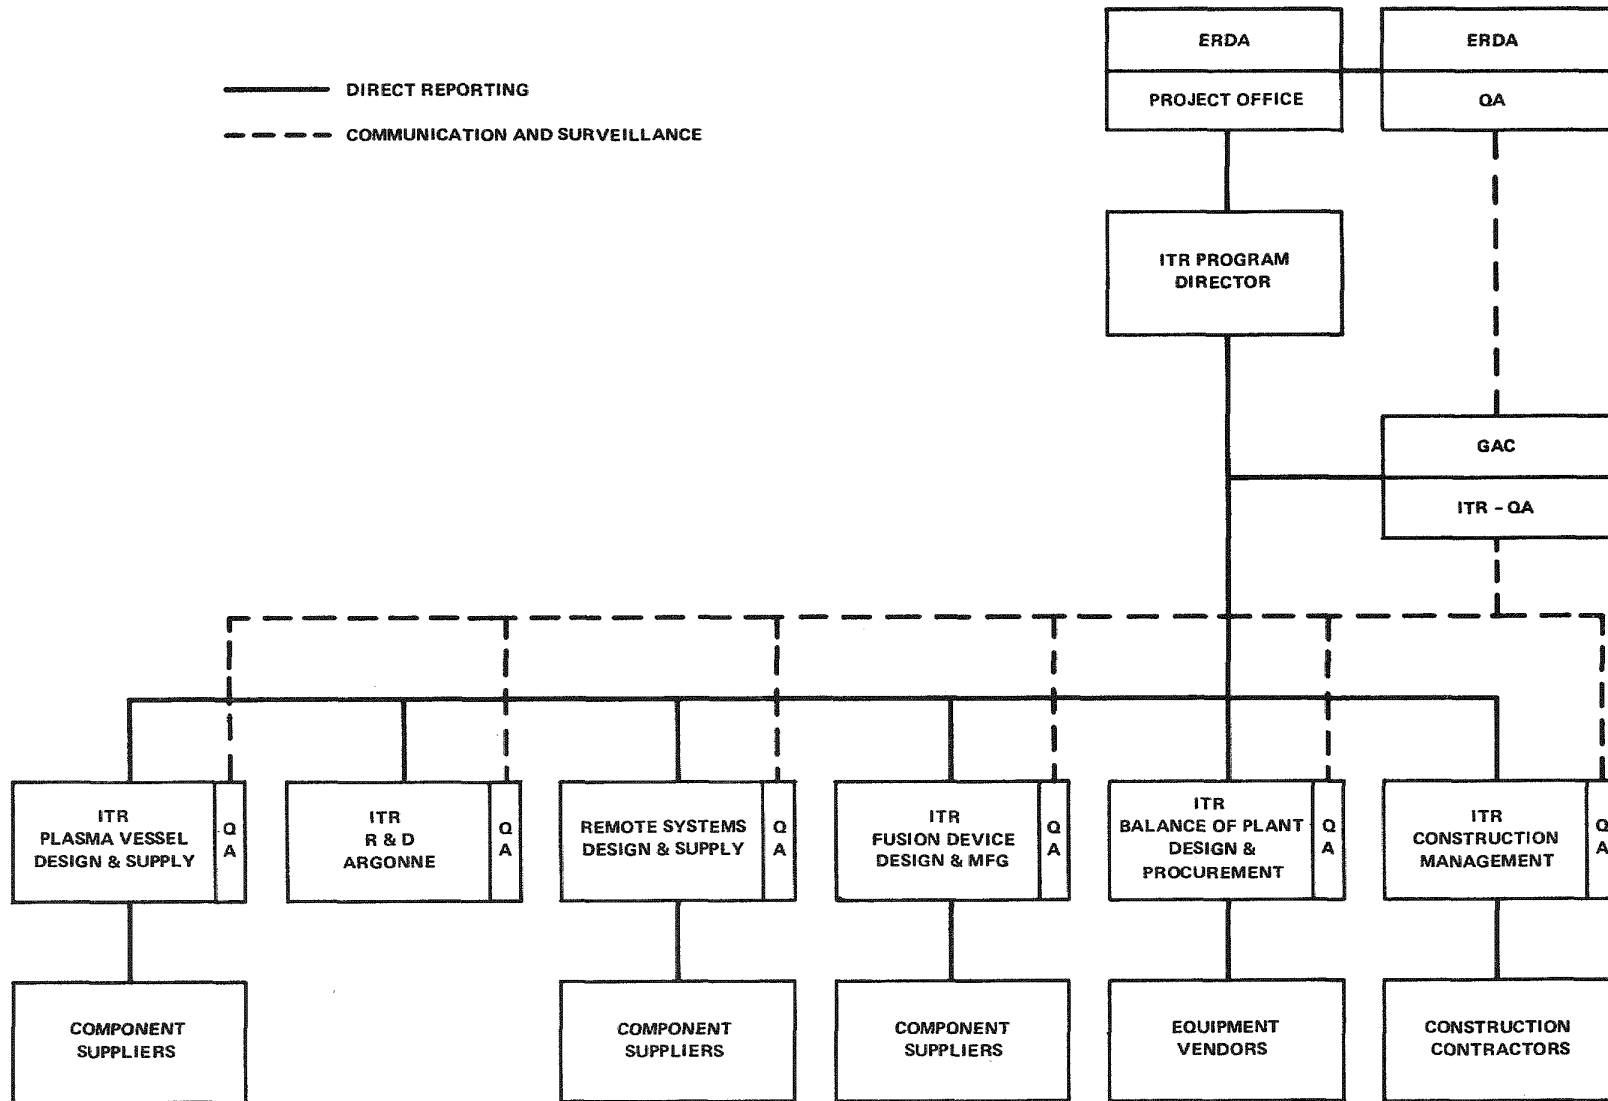 ERDA
ERDA
DIRECT REPORTING
PROJECT OFFICE
QA
COMMUNICATION AND SURVEILLANCE
ITR PROGRAM
DIRECTOR
GAC
ITR – QA
ITR
PLASMA VESSEL
DESIGN & SUPPLY
Q
A
ITR
R & D
ARGONNE
Q
A
REMOTE SYSTEMS
DESIGN & SUPPLY
Q
A
ITR
FUSION DEVICE
DESIGN & MFG
Q
A
ITR
BALANCE OF PLANT
DESIGN &
PROCUREMENT
Q
A
ITR
CONSTRUCTION
MANAGEMENT
Q
A
COMPONENT
SUPPLIERS
COMPONENT
SUPPLIERS
COMPONENT
SUPPLIERS
EQUIPMENT
VENDORS
CONSTRUCTION
CONTRACTORS